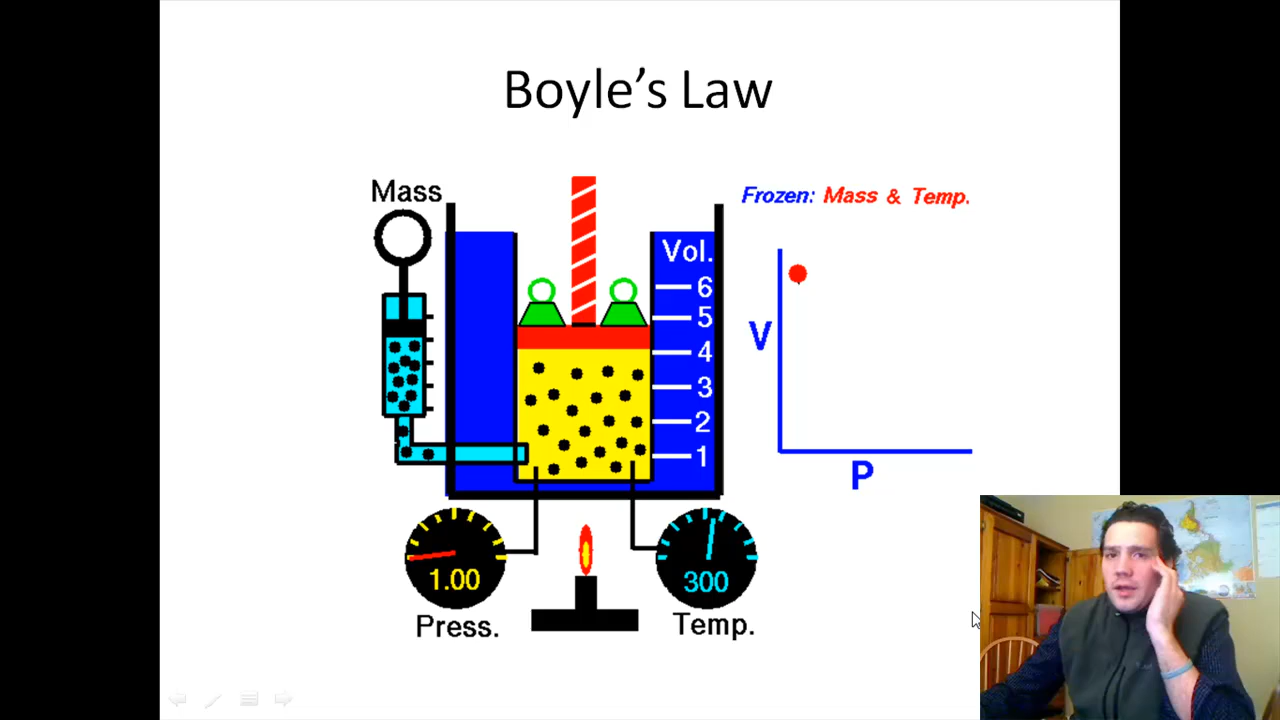 Boyle's Law
Mass
Frozen: Mass & Temp.
Vol.
6
5
4
3
2
1
V
P
1.00
300
Press.
Temp.